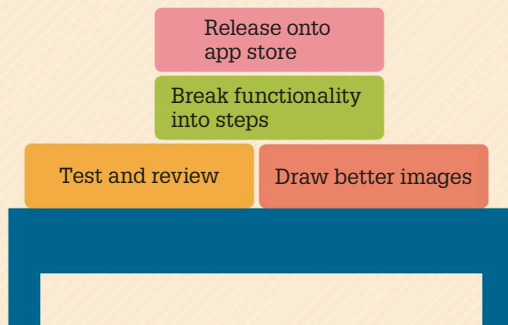 Release onto
app store
Break functionality
into steps
Test and review
Draw better images